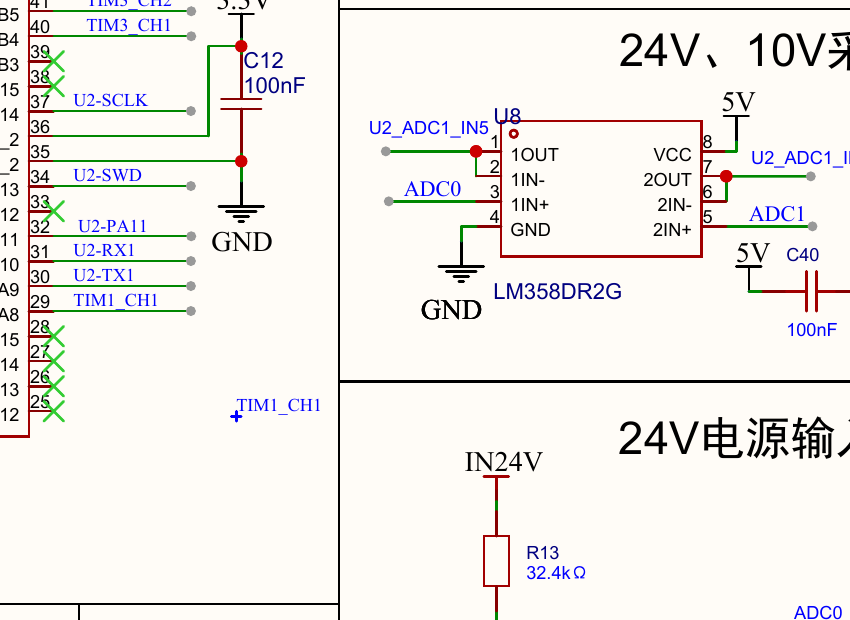 41
TIM3_CH2
B5
40
TIM3_CH1
B4
39
B3
38
15
37
U2-SCLK
14
36
_2
35
_2
34
U2-SWD
13
33
12
32
U2-PA11
11
31
U2-RX1
10
30
U2-TX1
A9
29
TIM1_CH1
A8
28
15
27
14
26
13
25
12
3.3V
C12
100nF
GND
TIM1_CH1
24V、10V采
U8
5V
U2_ADC1_IN5
1 1OUT VCC 8
2 1IN- 2OUT 7
U2_ADC1_I
ADC0
3 1IN+ 2IN- 6
4 GND 2IN+ 5
ADC1
GND
LM358DR2G
5V
C40
100nF
24V电源输入
IN24V
R13
32.4kΩ
ADC0